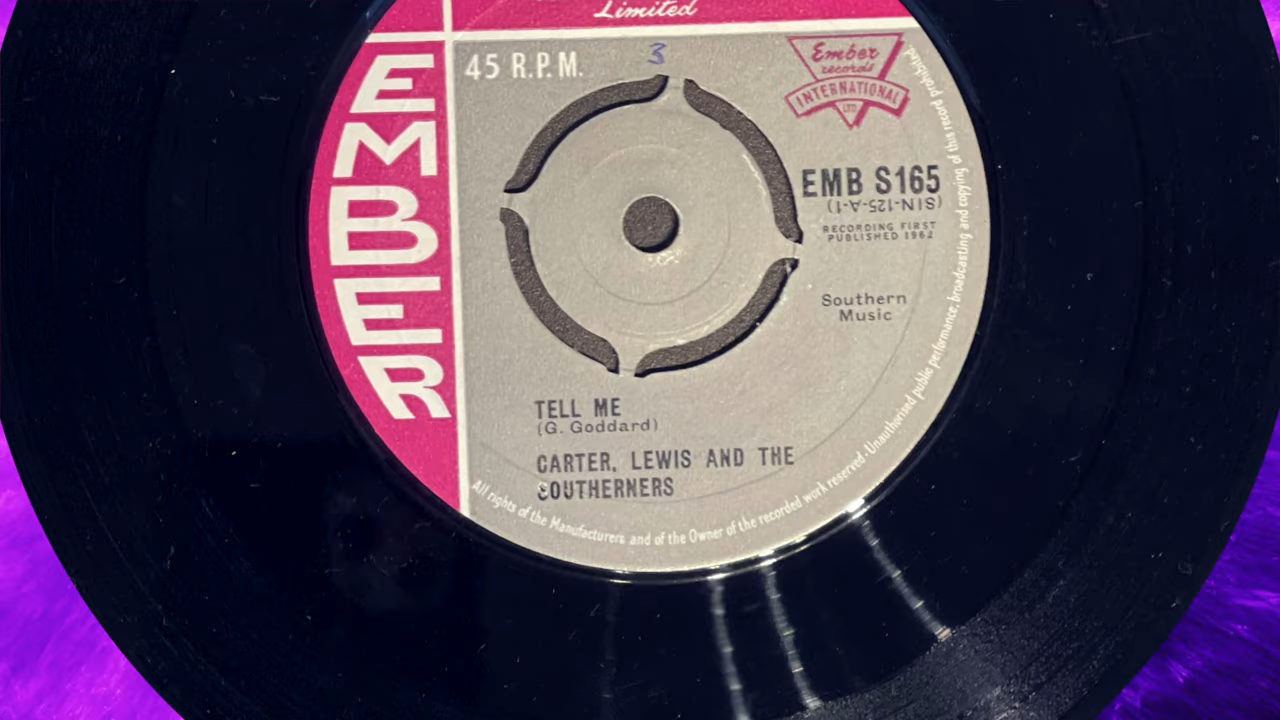 Limited
EMBER
45 R.P.M.
3
Ember
records
INTERNATIONAL
LTD
EMB S165
(SIN-125-A-1)
RECORDING FIRST
PUBLISHED 1962
Southern
Music
TELL ME
(G. Goddard)
CARTER, LEWIS AND THE
SOUTHERNERS
All rights of the Manufacturers and of the Owner of the recorded work reserved · Unauthorised public performance, broadcasting and copying of this record prohibited.